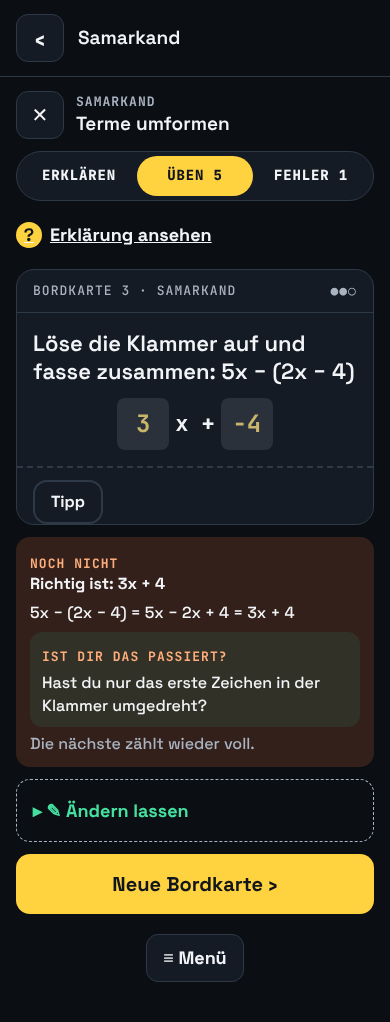 < Samarkand
✕ SAMARKAND
Terme umformen
ERKLÄREN ÜBEN 5 FEHLER 1
? Erklärung ansehen
BORDKARTE 3 · SAMARKAND ●●○
Löse die Klammer auf und
fasse zusammen: 5x − (2x − 4)
3 x + -4
Tipp
NOCH NICHT
Richtig ist: 3x + 4
5x − (2x − 4) = 5x − 2x + 4 = 3x + 4
IST DIR DAS PASSIERT?
Hast du nur das erste Zeichen in der
Klammer umgedreht?
Die nächste zählt wieder voll.
▸ ✎ Ändern lassen
Neue Bordkarte >
≡ Menü